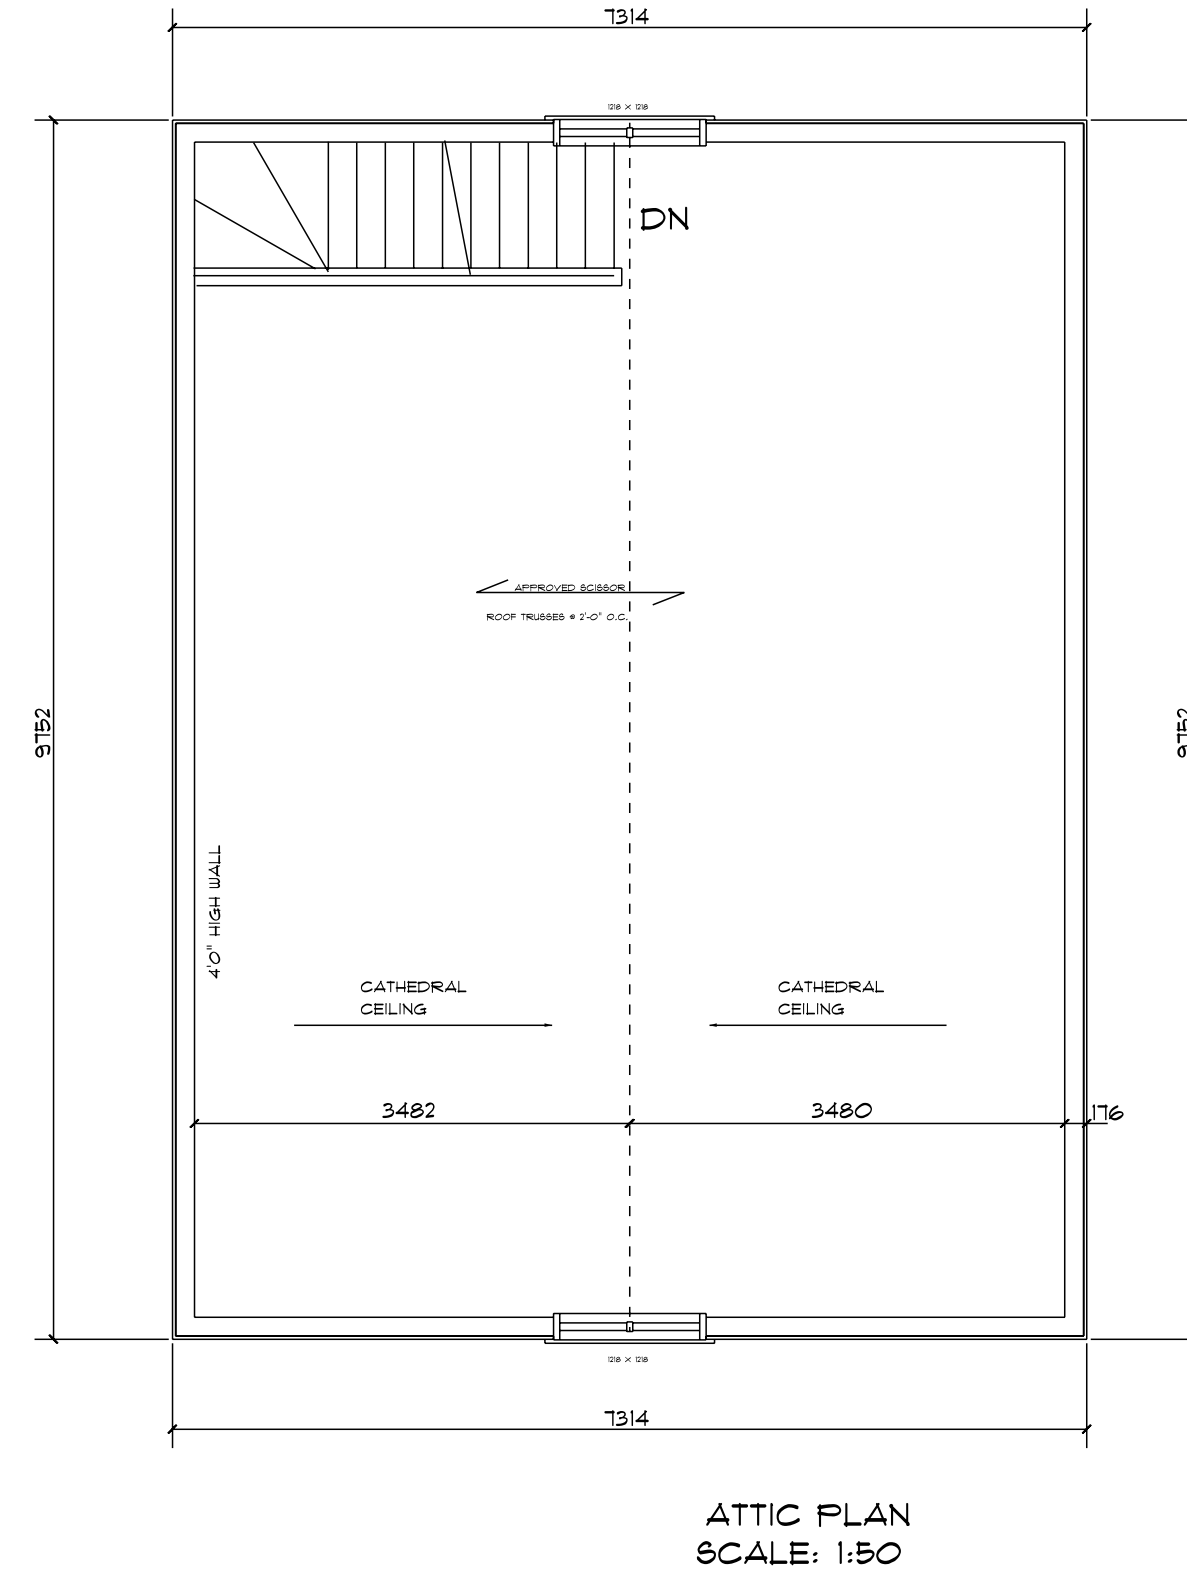 7314
1218 X 1218
DN
APPROVED SCISSOR
ROOF TRUSSES @ 2'-0" O.C.
9752
9752
4'0" HIGH WALL
CATHEDRAL
CEILING
CATHEDRAL
CEILING
3482
3480
176
1218 X 1218
7314
ATTIC PLAN
SCALE: 1:50